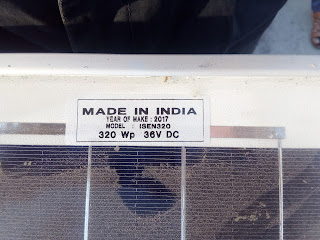 MADE IN INDIA
YEAR OF MAKE : 2017
MODEL : ISEN320
320 Wp 36V DC